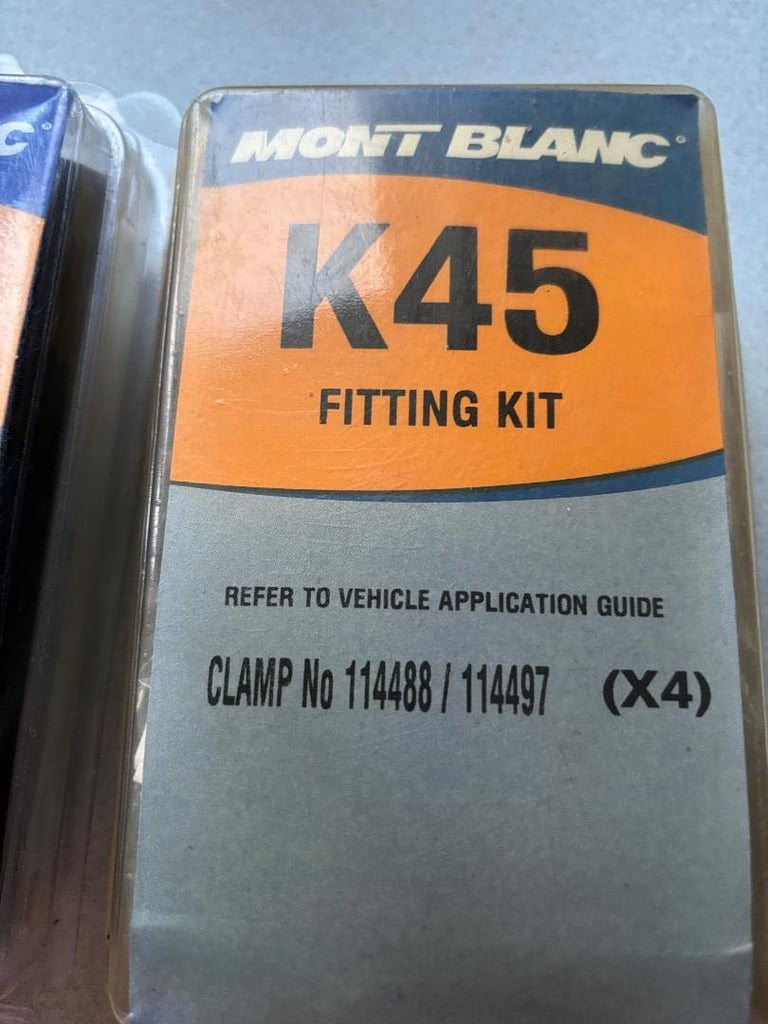 C®
MONT BLANC®
K45
FITTING KIT
REFER TO VEHICLE APPLICATION GUIDE
CLAMP No 114488 / 114497 (X4)